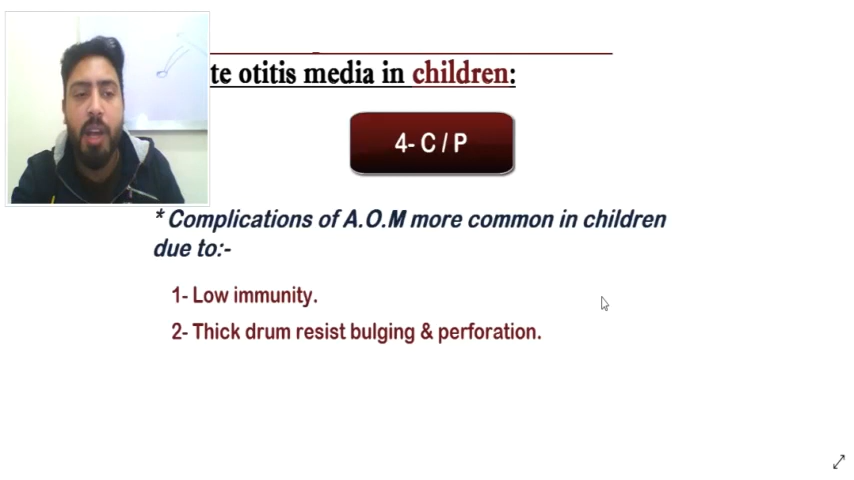 te otitis media in children:
4- C / P
* Complications of A.O.M more common in children
due to:-
1- Low immunity.
2- Thick drum resist bulging & perforation.